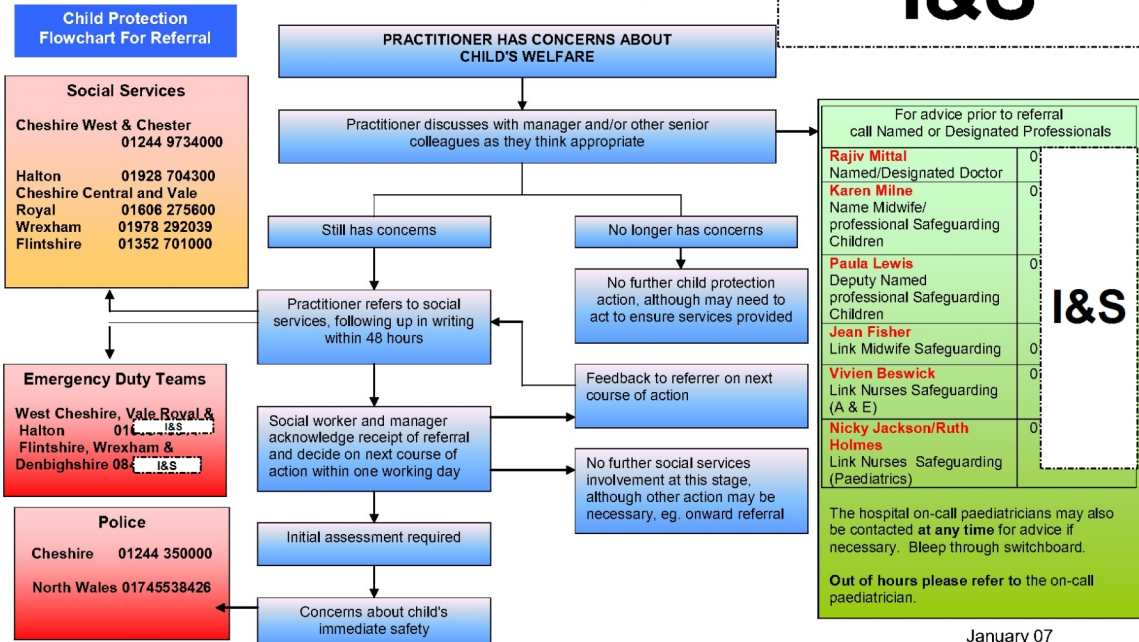 Child Protection
Flowchart For Referral
I&S
PRACTITIONER HAS CONCERNS ABOUT
CHILD'S WELFARE
Social Services
Cheshire West & Chester
01244 9734000
Halton 01928 704300
Cheshire Central and Vale
Royal 01606 275600
Wrexham 01978 292039
Flintshire 01352 701000
Practitioner discusses with manager and/or other senior
colleagues as they think appropriate
Still has concerns
No longer has concerns
Practitioner refers to social
services, following up in writing
within 48 hours
No further child protection
action, although may need to
act to ensure services provided
Emergency Duty Teams
West Cheshire, Vale Royal &
Halton 01 I&S
Flintshire, Wrexham &
Denbighshire 084 I&S
Feedback to referrer on next
course of action
Social worker and manager
acknowledge receipt of referral
and decide on next course of
action within one working day
No further social services
involvement at this stage,
although other action may be
necessary, eg. onward referral
Police
Cheshire 01244 350000
North Wales 01745538426
Initial assessment required
Concerns about child's
immediate safety
For advice prior to referral
call Named or Designated Professionals
Rajiv Mittal 0
Named/Designated Doctor
Karen Milne 0
Name Midwife/
professional Safeguarding
Children
Paula Lewis 0
Deputy Named
professional Safeguarding
Children
I&S
Jean Fisher
Link Midwife Safeguarding 0
Vivien Beswick 0
Link Nurses Safeguarding
(A & E)
Nicky Jackson/Ruth 0
Holmes
Link Nurses Safeguarding
(Paediatrics)
The hospital on-call paediatricians may also
be contacted at any time for advice if
necessary. Bleep through switchboard.
Out of hours please refer to the on-call
paediatrician.
January 07